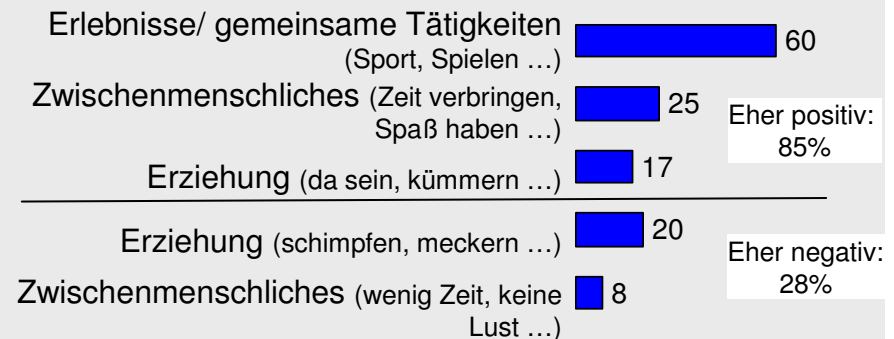 Erlebnisse/ gemeinsame Tätigkeiten
(Sport, Spielen …)
60
Zwischenmenschliches (Zeit verbringen,
Spaß haben …)
25
Erziehung (da sein, kümmern …)
17
Eher positiv:
85%
Erziehung (schimpfen, meckern …)
20
Zwischenmenschliches (wenig Zeit, keine
Lust …)
8
Eher negativ:
28%